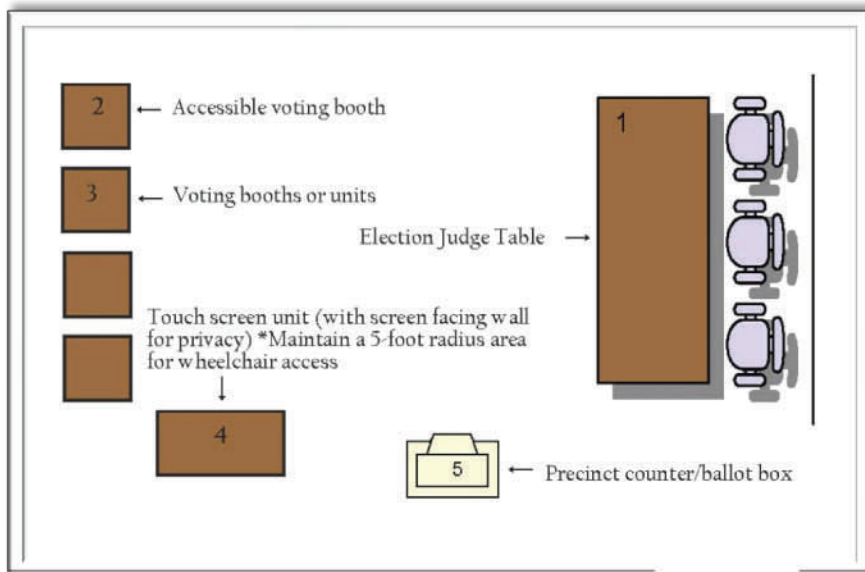 1
2
Accessible voting booth
3
Voting booths or units
Election Judge Table
Touch screen unit (with screen facing wall
for privacy) *Maintain a 5-foot radius area
for wheelchair access
4
5
Precinct counter/ballot box